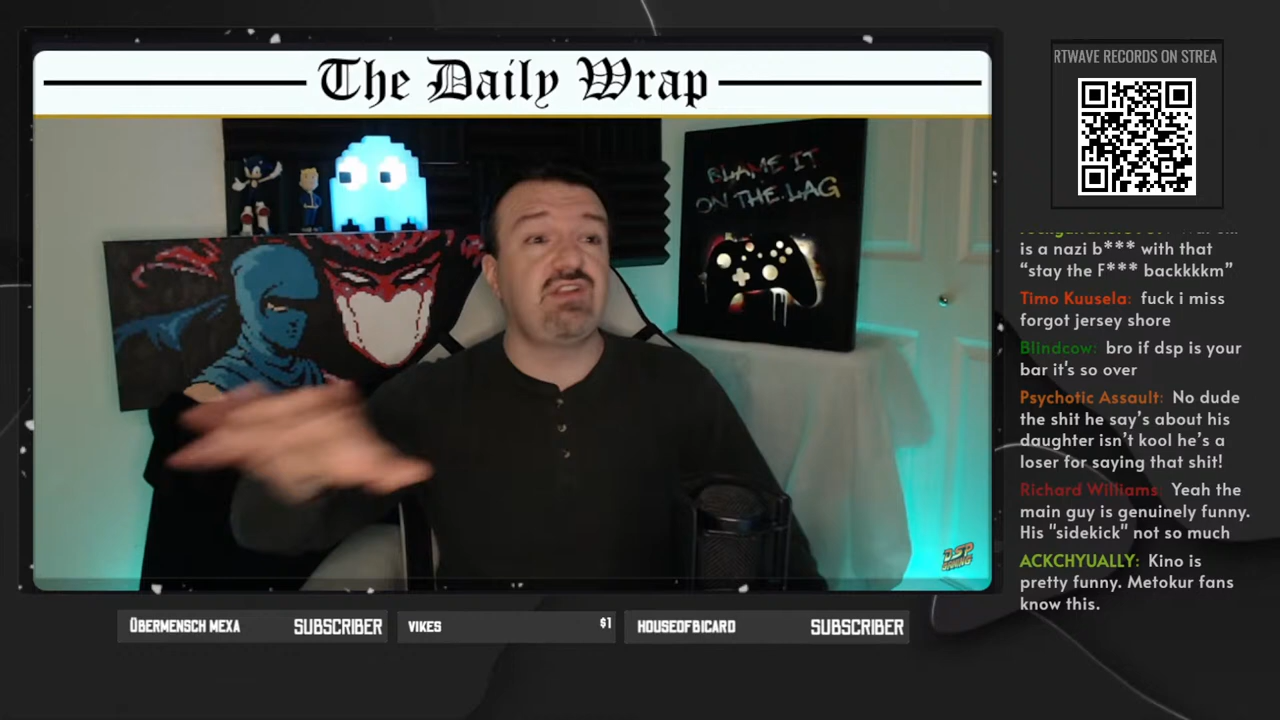 The Daily Wrap
BLAME IT
ON THE LAG
DSP
GAMING
ÜBERMENSCH MEXA SUBSCRIBER
VIKES $1
HOUSEOFBICARD SUBSCRIBER
RTWAVE RECORDS ON STREA
is a nazi b*** with that
“stay the F*** backkkkm”
Timo Kuusela: fuck i miss
forgot jersey shore
Blindcow: bro if dsp is your
bar it's so over
Psychotic Assault: No dude
the shit he say’s about his
daughter isn’t kool he’s a
loser for saying that shit!
Richard Williams: Yeah the
main guy is genuinely funny.
His "sidekick" not so much
ACKCHYUALLY: Kino is
pretty funny. Metokur fans
know this.